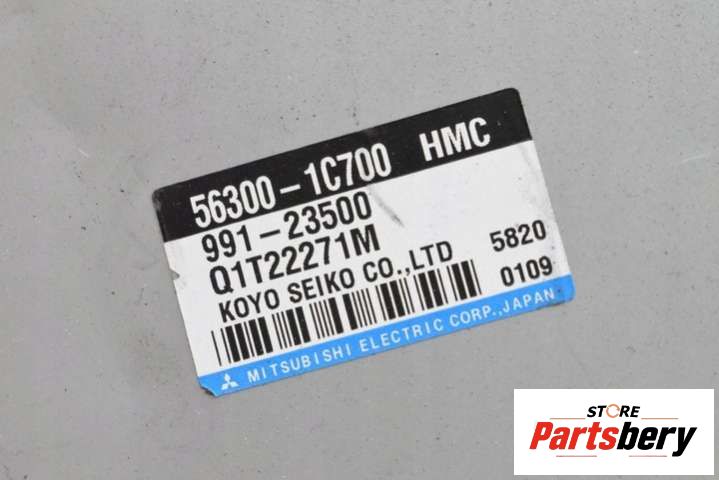 56300-1C700 HMC
991-23500
Q1T22271M
5820
KOYO SEIKO CO.,LTD
0109
MITSUBISHI ELECTRIC CORP.,JAPAN
STORE
Partsbery